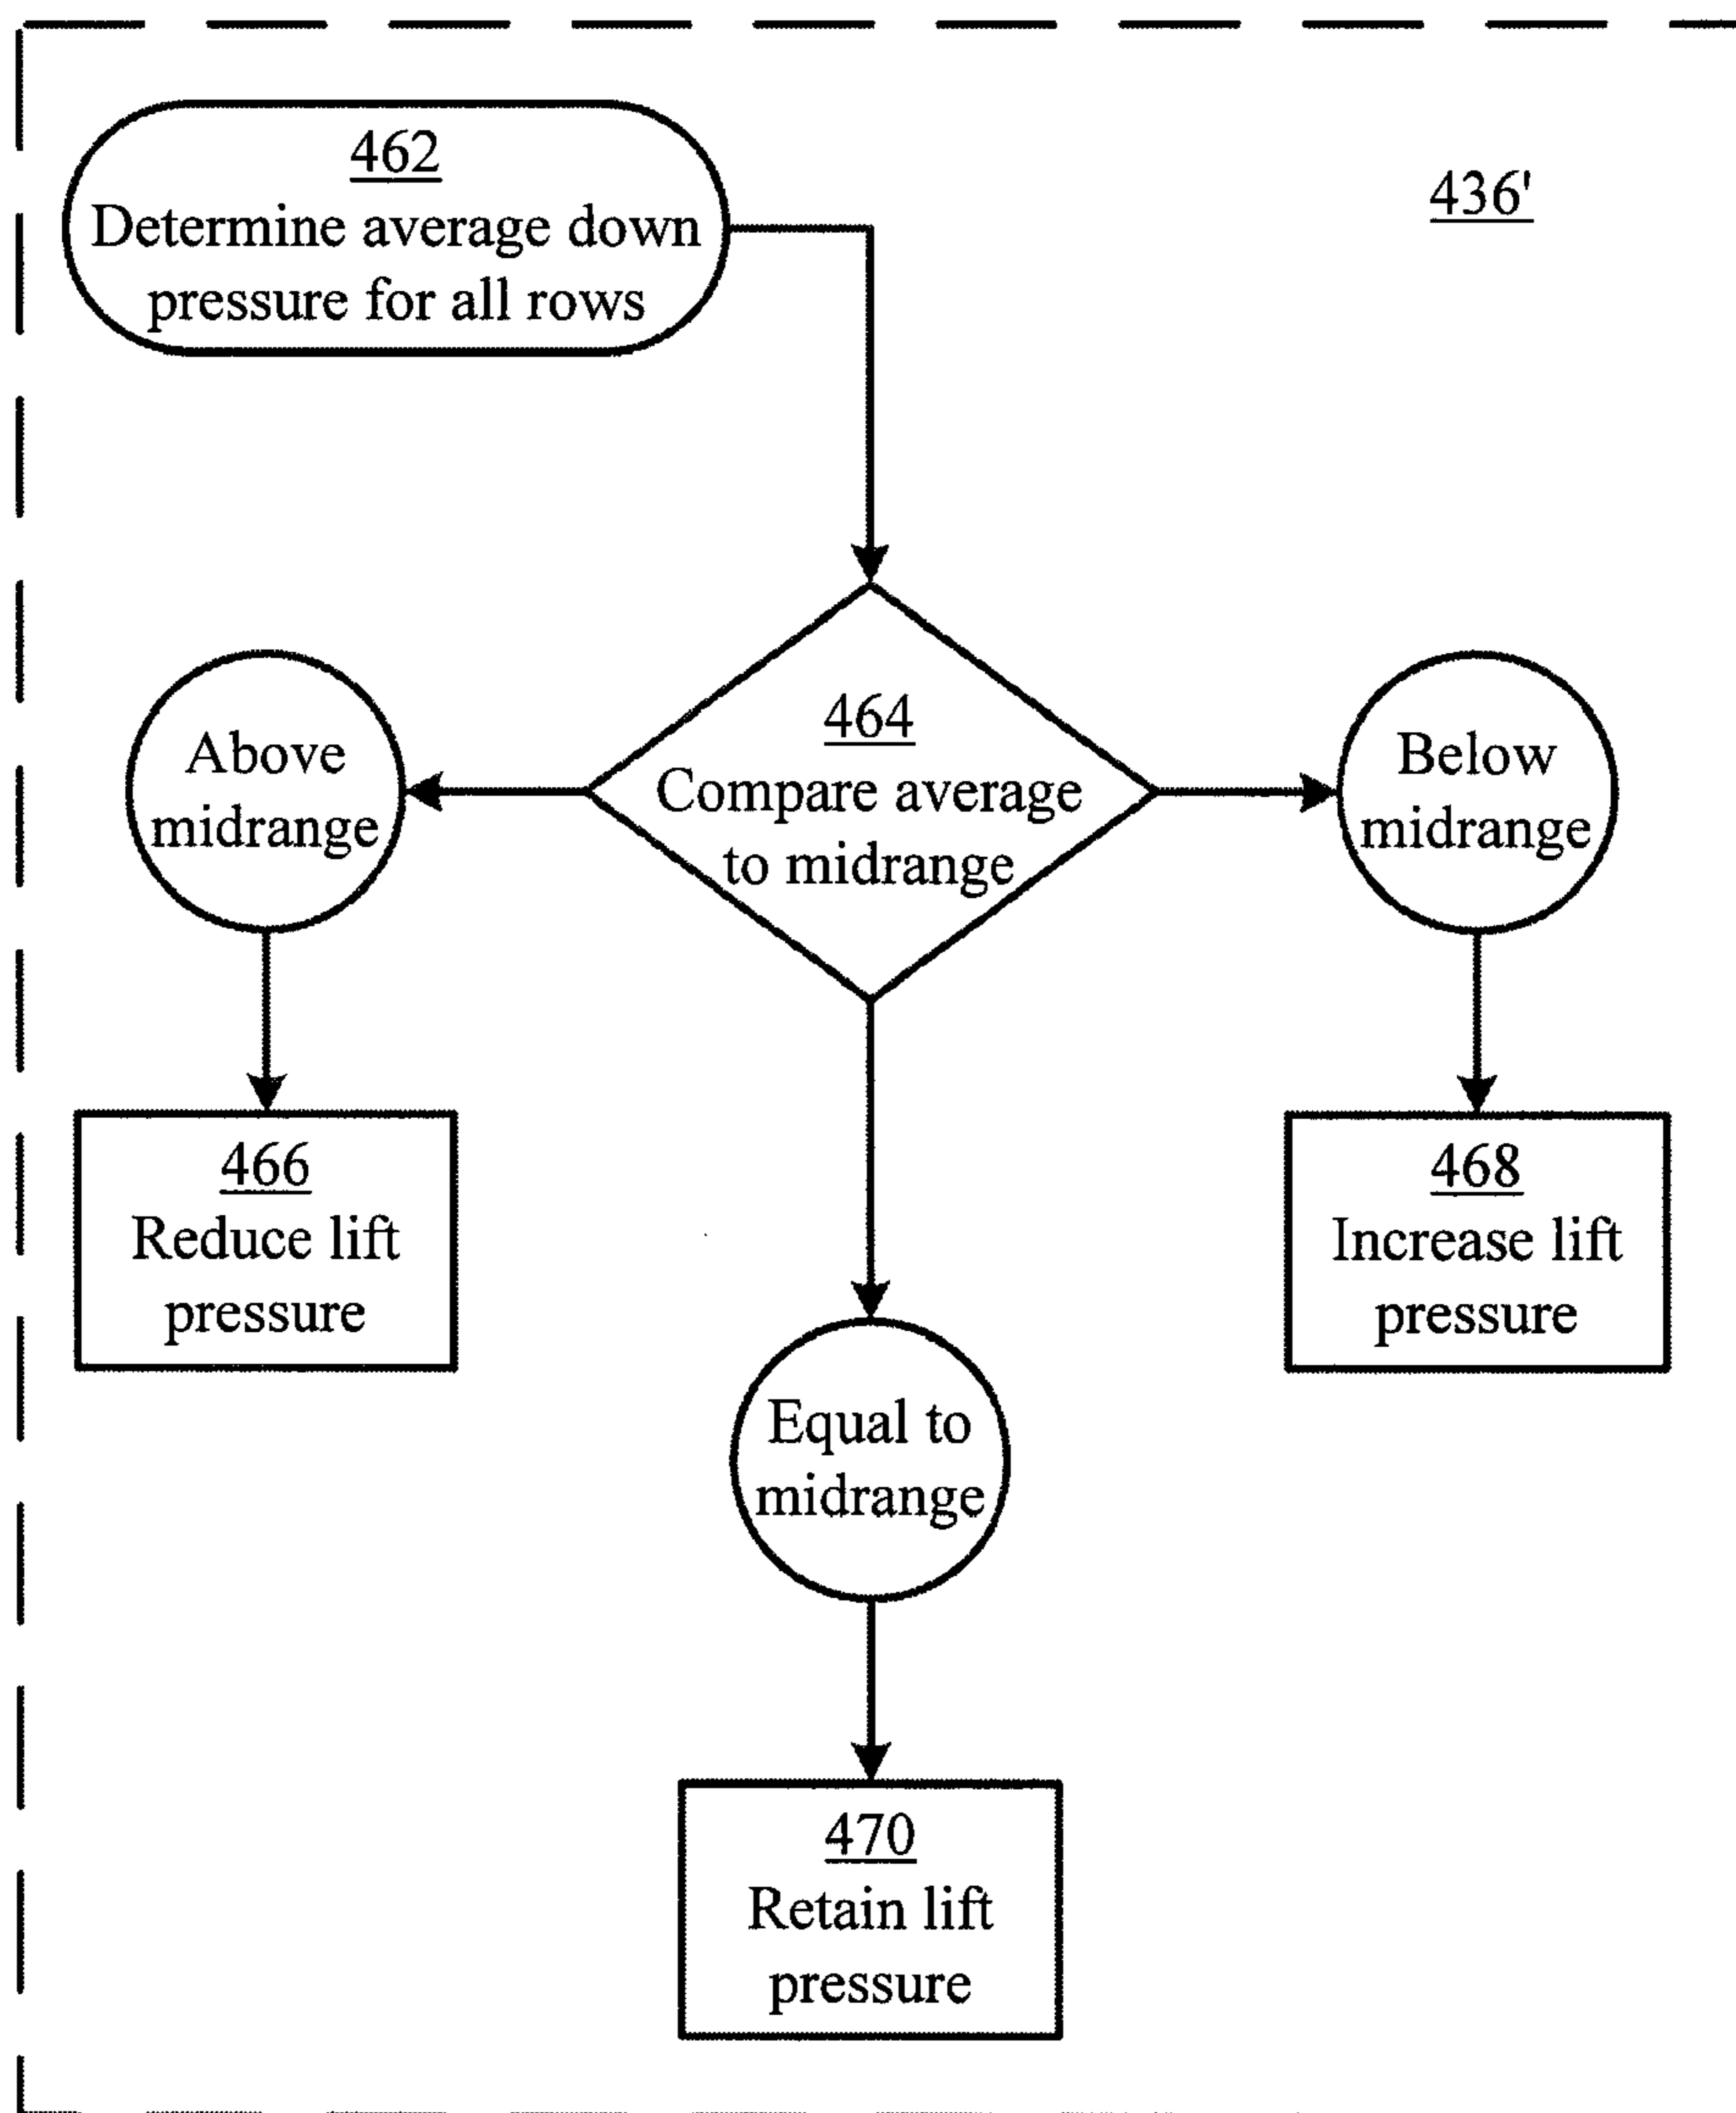 462
Determine average down
pressure for all rows
436'
464
Compare average
to midrange
Above
midrange
Below
midrange
466
Reduce lift
pressure
468
Increase lift
pressure
Equal to
midrange
470
Retain lift
pressure